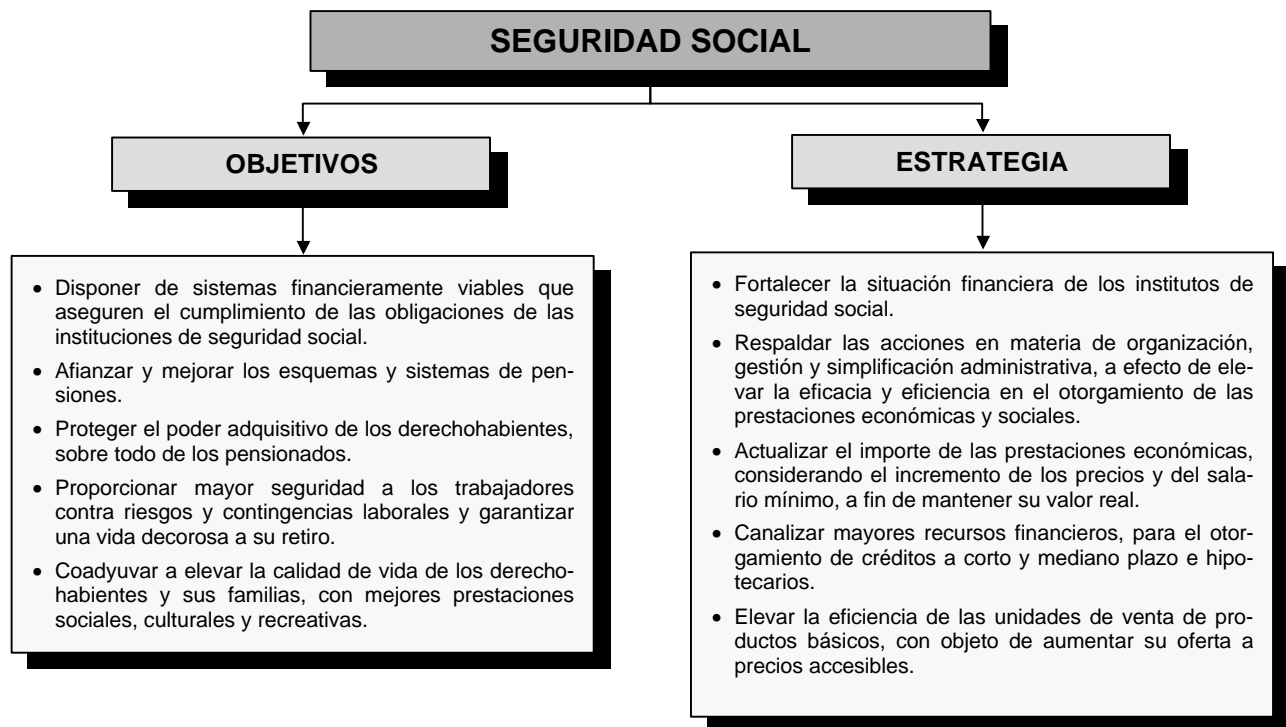 SEGURIDAD SOCIAL
OBJETIVOS
• Disponer de sistemas financieramente viables que
aseguren el cumplimiento de las obligaciones de las
instituciones de seguridad social.
• Afianzar y mejorar los esquemas y sistemas de pen-
siones.
• Proteger el poder adquisitivo de los derechohabientes,
sobre todo de los pensionados.
• Proporcionar mayor seguridad a los trabajadores
contra riesgos y contingencias laborales y garantizar
una vida decorosa a su retiro.
• Coadyuvar a elevar la calidad de vida de los derecho-
habientes y sus familias, con mejores prestaciones
sociales, culturales y recreativas.
ESTRATEGIA
• Fortalecer la situación financiera de los institutos de
seguridad social.
• Respaldar las acciones en materia de organización,
gestión y simplificación administrativa, a efecto de ele-
var la eficacia y eficiencia en el otorgamiento de las
prestaciones económicas y sociales.
• Actualizar el importe de las prestaciones económicas,
considerando el incremento de los precios y del sala-
rio mínimo, a fin de mantener su valor real.
• Canalizar mayores recursos financieros, para el otor-
gamiento de créditos a corto y mediano plazo e hipo-
tecarios.
• Elevar la eficiencia de las unidades de venta de pro-
ductos básicos, con objeto de aumentar su oferta a
precios accesibles.